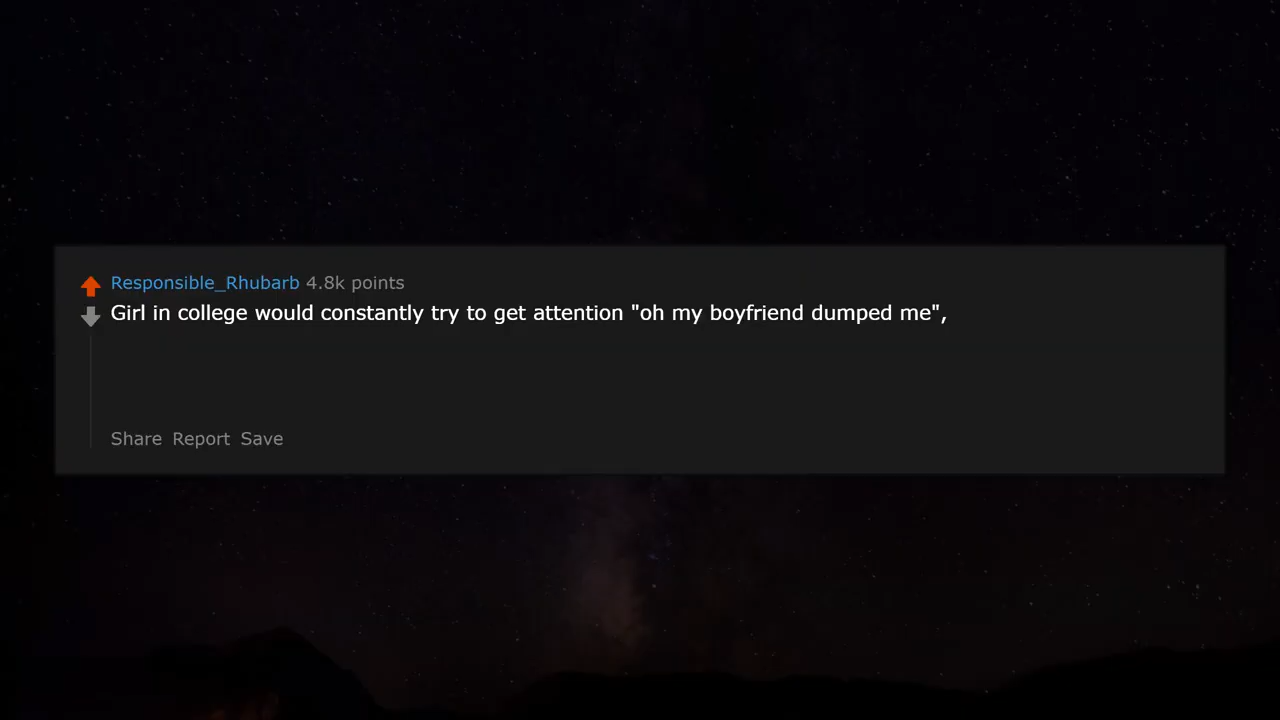 Responsible_Rhubarb 4.8k points
Girl in college would constantly try to get attention "oh my boyfriend dumped me",
Share Report Save